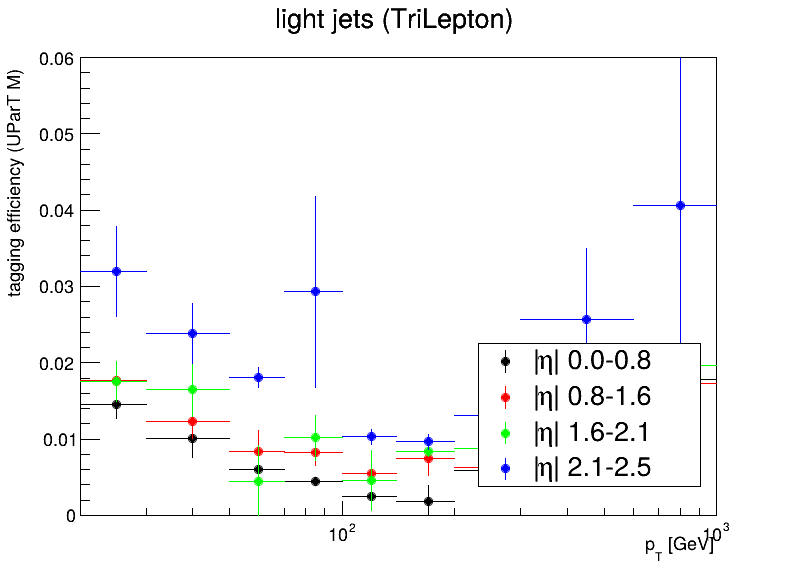 light jets (TriLepton)
tagging efficiency (UParT M)
0.06
0.05
0.04
0.03
0.02
0.01
0
|η| 0.0-0.8
|η| 0.8-1.6
|η| 1.6-2.1
|η| 2.1-2.5
10² 10³
p_T [GeV]